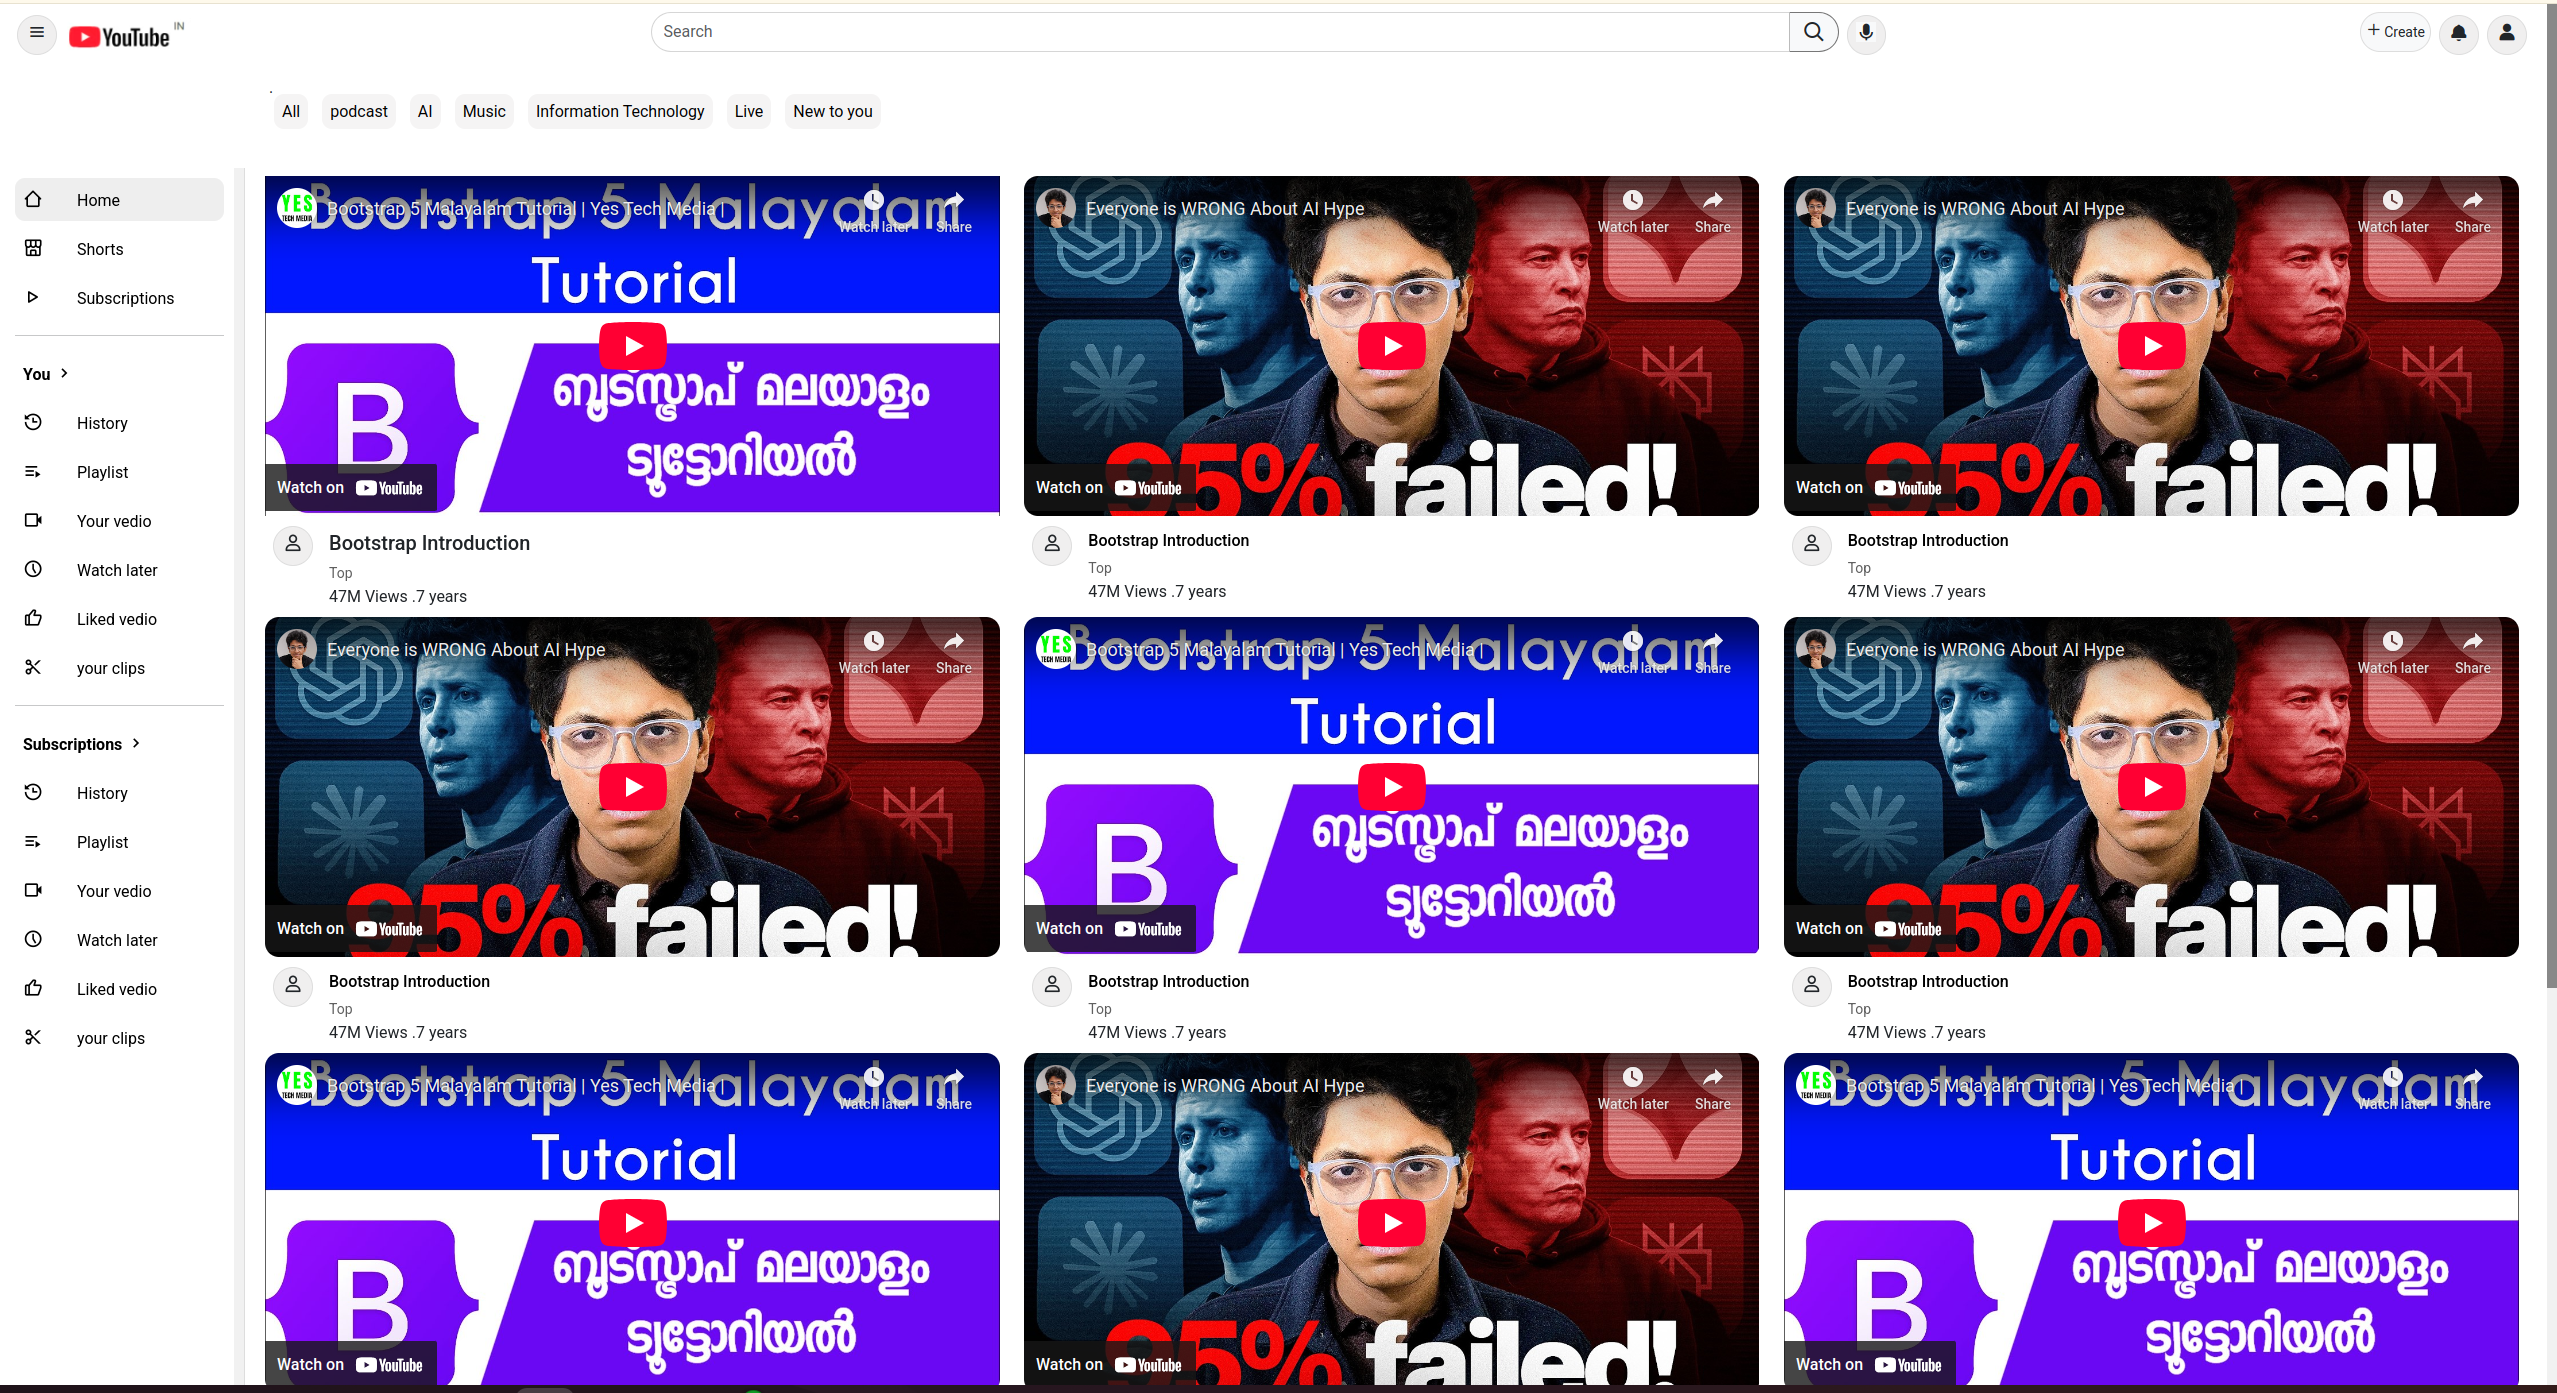 YouTube IN
Search
+ Create
All podcast AI Music Information Technology Live New to you
Home
Shorts
Subscriptions
You
History
Playlist
Your vedio
Watch later
Liked vedio
your clips
Subscriptions
History
Playlist
Your vedio
Watch later
Liked vedio
your clips
YES TECH MEDIA
Bootstrap 5 Malayalam Tutorial | Yes Tech Media |
Watch later Share
Bootstrap 5 Malayalam
Tutorial
B
ബൂട്സ്ട്രാപ് മലയാളം
ട്യൂട്ടോറിയൽ
Watch on YouTube
Bootstrap Introduction
Top
47M Views .7 years
Everyone is WRONG About AI Hype
Watch later Share
95% failed!
Watch on YouTube
Bootstrap Introduction
Top
47M Views .7 years
Everyone is WRONG About AI Hype
Watch later Share
95% failed!
Watch on YouTube
Bootstrap Introduction
Top
47M Views .7 years
Everyone is WRONG About AI Hype
Watch later Share
95% failed!
Watch on YouTube
Bootstrap Introduction
Top
47M Views .7 years
YES TECH MEDIA
Bootstrap 5 Malayalam Tutorial | Yes Tech Media |
Watch later Share
Bootstrap 5 Malayalam
Tutorial
B
ബൂട്സ്ട്രാപ് മലയാളം
ട്യൂട്ടോറിയൽ
Watch on YouTube
Bootstrap Introduction
Top
47M Views .7 years
Everyone is WRONG About AI Hype
Watch later Share
95% failed!
Watch on YouTube
Bootstrap Introduction
Top
47M Views .7 years
YES TECH MEDIA
Bootstrap 5 Malayalam Tutorial | Yes Tech Media |
Watch later Share
Bootstrap 5 Malayalam
Tutorial
B
ബൂട്സ്ട്രാപ് മലയാളം
ട്യൂട്ടോറിയൽ
Watch on YouTube
Everyone is WRONG About AI Hype
Watch later Share
95% failed!
Watch on YouTube
YES TECH MEDIA
Bootstrap 5 Malayalam Tutorial | Yes Tech Media |
Watch later Share
Bootstrap 5 Malayalam
Tutorial
B
ബൂട്സ്ട്രാപ് മലയാളം
ട്യൂട്ടോറിയൽ
Watch on YouTube